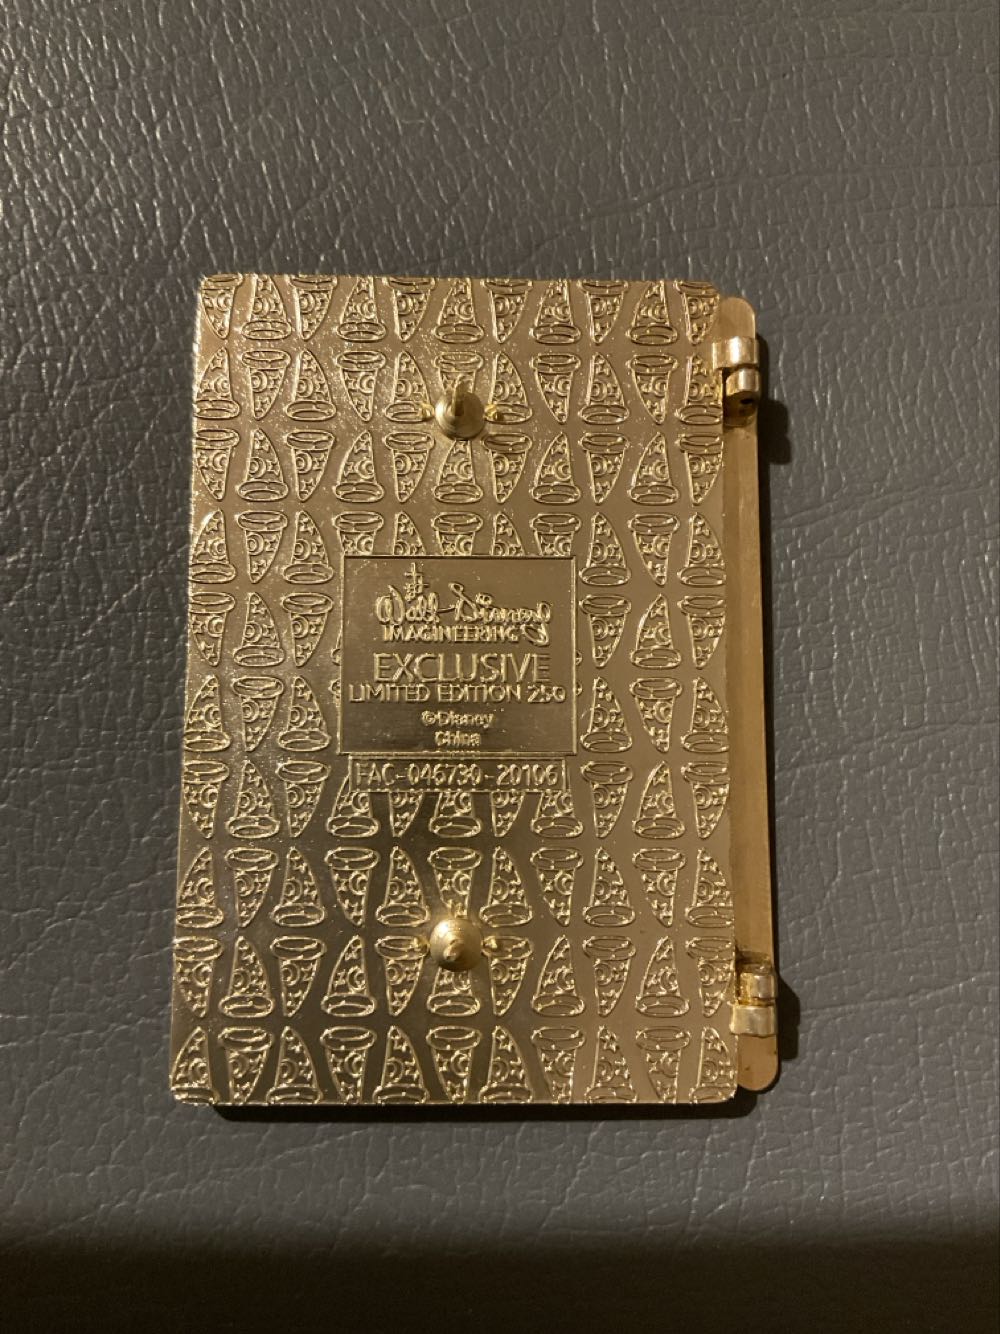 Walt Disney
IMAGINEERING
EXCLUSIVE
LIMITED EDITION 250
©Disney
China
FAC-046730-20106